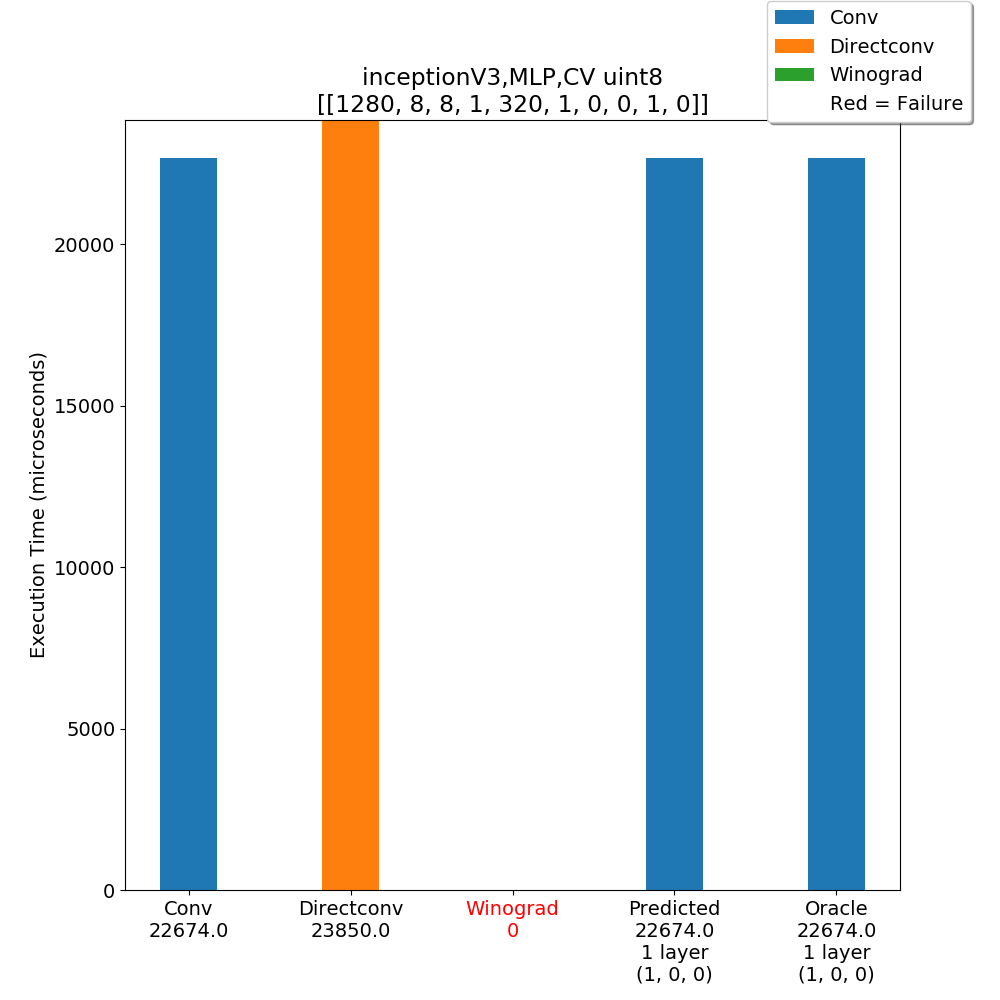 Conv
Directconv
Winograd
Red = Failure
inceptionV3,MLP,CV uint8
[[1280, 8, 8, 1, 320, 1, 0, 0, 1, 0]]
Execution Time (microseconds)
20000
15000
10000
5000
0
Conv
22674.0
Directconv
23850.0
Winograd
0
Predicted
22674.0
1 layer
(1, 0, 0)
Oracle
22674.0
1 layer
(1, 0, 0)